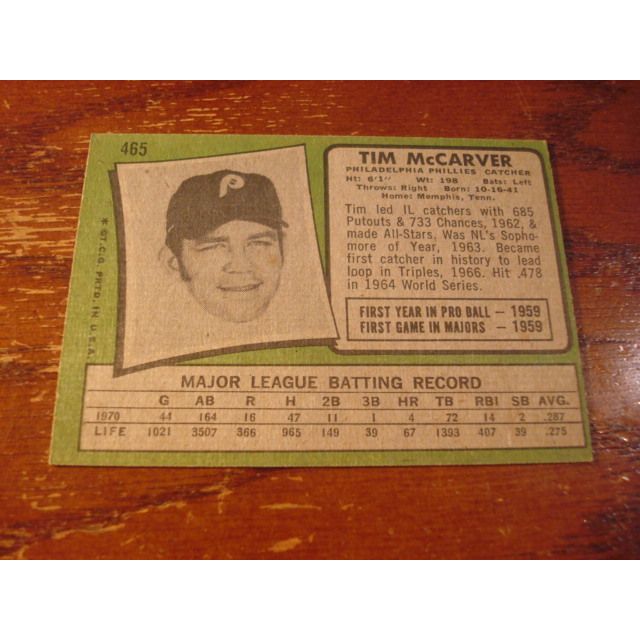 465
TIM McCARVER
PHILADELPHIA PHILLIES CATCHER
Ht: 6'1" Wt: 198 Bats: Left
Throws: Right Born: 10-16-41
Home: Memphis, Tenn.
Tim led IL catchers with 685
Putouts & 733 Chances, 1962, &
made All-Stars, Was NL's Sopho-
more of Year, 1963. Became
first catcher in history to lead
loop in Triples, 1966. Hit .478
in 1964 World Series.
FIRST YEAR IN PRO BALL — 1959
FIRST GAME IN MAJORS — 1959
P
* ©T.C.G. PRTD. IN U.S.A.
MAJOR LEAGUE BATTING RECORD
G AB R H 2B 3B HR TB RBI SB AVG.
1970 44 164 16 47 11 1 4 72 14 2 .287
LIFE 1021 3507 366 965 149 39 67 1393 407 39 .275